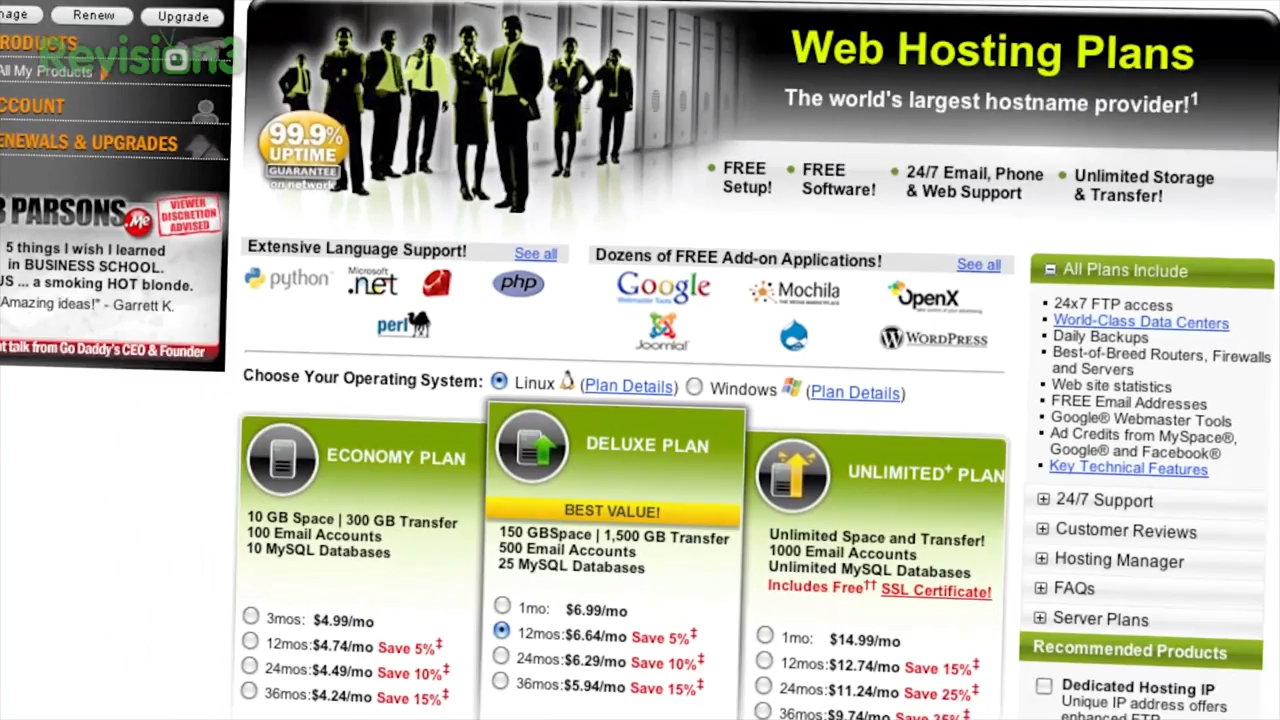 nage
Renew
Upgrade
RODUCTS
Revision3
All My Products
CCOUNT
ENEWALS & UPGRADES
B PARSONS.Me
VIEWER
DISCRETION
ADVISED
5 things I wish I learned
in BUSINESS SCHOOL.
US ... a smoking HOT blonde.
"Amazing ideas!" - Garrett K.
t talk from Go Daddy's CEO & Founder
99.9%
UPTIME
GUARANTEE
on network
Web Hosting Plans
The world's largest hostname provider!1
FREE
Setup!
FREE
Software!
24/7 Email, Phone
& Web Support
Unlimited Storage
& Transfer!
Extensive Language Support!
See all
python
Microsoft
.net
php
perl
Dozens of FREE Add-on Applications!
See all
Google
Webmaster Tools
Mochila
THE MEDIA MARKETPLACE
OpenX
Joomla!
WORDPRESS
Choose Your Operating System: Linux (Plan Details) Windows (Plan Details)
ECONOMY PLAN
10 GB Space | 300 GB Transfer
100 Email Accounts
10 MySQL Databases
3mos: $4.99/mo
12mos:$4.74/mo Save 5%‡
24mos:$4.49/mo Save 10%‡
36mos:$4.24/mo Save 15%‡
DELUXE PLAN
BEST VALUE!
150 GBSpace | 1,500 GB Transfer
500 Email Accounts
25 MySQL Databases
1mo: $6.99/mo
12mos:$6.64/mo Save 5%‡
24mos:$6.29/mo Save 10%‡
36mos:$5.94/mo Save 15%‡
UNLIMITED+ PLAN
Unlimited Space and Transfer!
1000 Email Accounts
Unlimited MySQL Databases
Includes Free†† SSL Certificate!
1mo: $14.99/mo
12mos:$12.74/mo Save 15%‡
24mos:$11.24/mo Save 25%‡
36mos:$9.74/mo Save 35%‡
All Plans Include
24x7 FTP access
World-Class Data Centers
Daily Backups
Best-of-Breed Routers, Firewalls
and Servers
Web site statistics
FREE Email Addresses
Google® Webmaster Tools
Ad Credits from MySpace®,
Google® and Facebook®
Key Technical Features
24/7 Support
Customer Reviews
Hosting Manager
FAQs
Server Plans
Recommended Products
Dedicated Hosting IP
Unique IP address offers
enhanced FTP